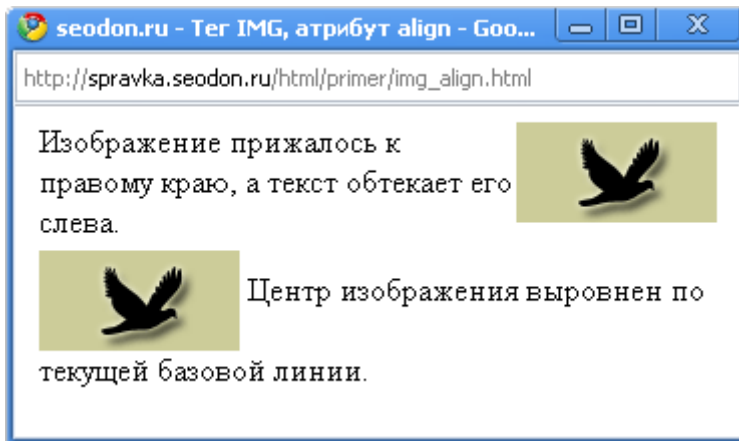 seodon.ru - Тег IMG, атрибут align - Goo...
http://spravka.seodon.ru/html/primer/img_align.html
Изображение прижалось к
правому краю, а текст обтекает его
слева.
Центр изображения выровнен по
текущей базовой линии.